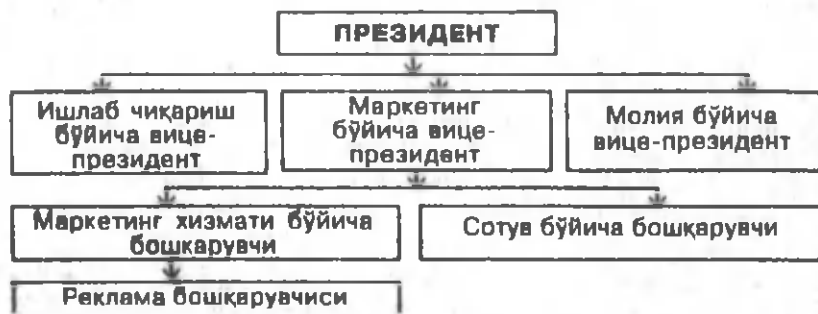 ПРЕЗИДЕНТ
Ишлаб чиқариш
бўйича вице-
президент
Маркетинг
бўйича вице-
президент
Молия бўйича
вице-президент
Маркетинг хизмати бўйича
бошкарувчи
Сотув бўйича бошқарувчи
Реклама бошқарувчиси